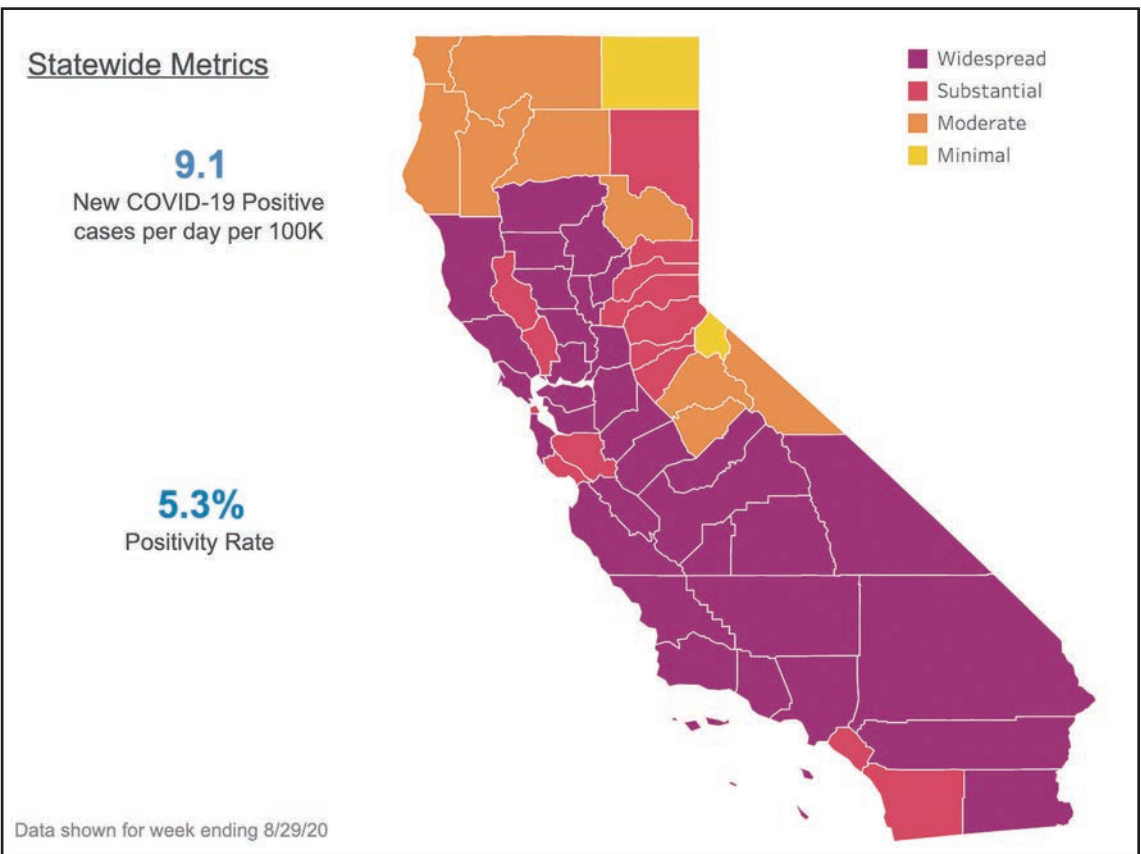 Statewide Metrics
9.1
New COVID-19 Positive
cases per day per 100K
5.3%
Positivity Rate
Data shown for week ending 8/29/20
Widespread
Substantial
Moderate
Minimal